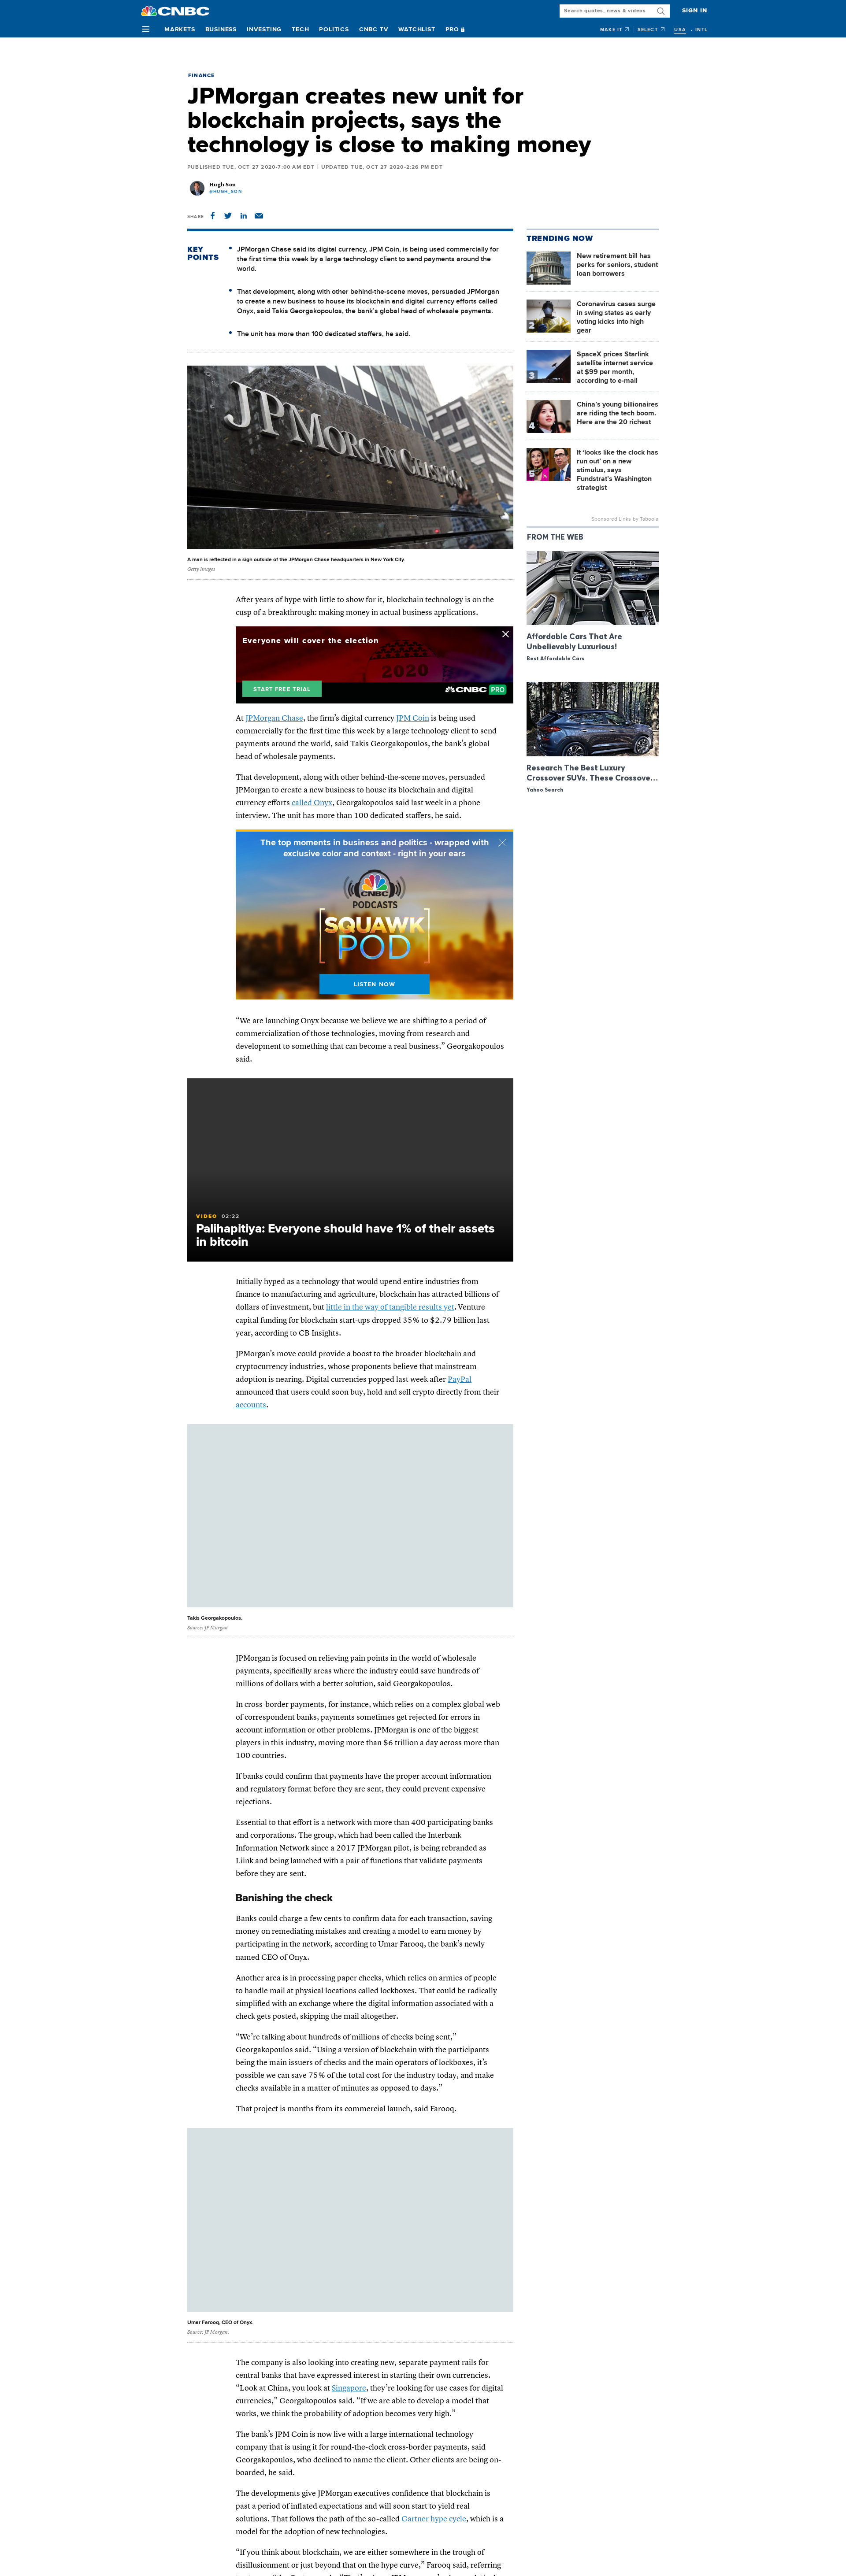 CNBC
Search quotes, news & videos
SIGN IN
MARKETS BUSINESS INVESTING TECH POLITICS CNBC TV WATCHLIST PRO
MAKE IT SELECT USA • INTL
FINANCE
JPMorgan creates new unit for
blockchain projects, says the
technology is close to making money
PUBLISHED TUE, OCT 27 2020•7:00 AM EDT | UPDATED TUE, OCT 27 2020•2:26 PM EDT
Hugh Son
@HUGH_SON
SHARE
KEY
POINTS
JPMorgan Chase said its digital currency, JPM Coin, is being used commercially for
the first time this week by a large technology client to send payments around the
world.
That development, along with other behind-the-scene moves, persuaded JPMorgan
to create a new business to house its blockchain and digital currency efforts called
Onyx, said Takis Georgakopoulos, the bank's global head of wholesale payments.
The unit has more than 100 dedicated staffers, he said.
JPMORGAN CHASE
A man is reflected in a sign outside of the JPMorgan Chase headquarters in New York City.
Getty Images
After years of hype with little to show for it, blockchain technology is on the
cusp of a breakthrough: making money in actual business applications.
Everyone will cover the election
2020
START FREE TRIAL
CNBC PRO
At JPMorgan Chase, the firm's digital currency JPM Coin is being used
commercially for the first time this week by a large technology client to send
payments around the world, said Takis Georgakopoulos, the bank's global
head of wholesale payments.
That development, along with other behind-the-scene moves, persuaded
JPMorgan to create a new business to house its blockchain and digital
currency efforts called Onyx, Georgakopoulos said last week in a phone
interview. The unit has more than 100 dedicated staffers, he said.
The top moments in business and politics - wrapped with
exclusive color and context - right in your ears
CNBC
PODCASTS
SQUAWK
POD
LISTEN NOW
“We are launching Onyx because we believe we are shifting to a period of
commercialization of those technologies, moving from research and
development to something that can become a real business,” Georgakopoulos
said.
VIDEO 02:22
Palihapitiya: Everyone should have 1% of their assets
in bitcoin
Initially hyped as a technology that would upend entire industries from
finance to manufacturing and agriculture, blockchain has attracted billions of
dollars of investment, but little in the way of tangible results yet. Venture
capital funding for blockchain start-ups dropped 35% to $2.79 billion last
year, according to CB Insights.
JPMorgan's move could provide a boost to the broader blockchain and
cryptocurrency industries, whose proponents believe that mainstream
adoption is nearing. Digital currencies popped last week after PayPal
announced that users could soon buy, hold and sell crypto directly from their
accounts.
Takis Georgakopoulos.
Source: JP Morgan
JPMorgan is focused on relieving pain points in the world of wholesale
payments, specifically areas where the industry could save hundreds of
millions of dollars with a better solution, said Georgakopoulos.
In cross-border payments, for instance, which relies on a complex global web
of correspondent banks, payments sometimes get rejected for errors in
account information or other problems. JPMorgan is one of the biggest
players in this industry, moving more than $6 trillion a day across more than
100 countries.
If banks could confirm that payments have the proper account information
and regulatory format before they are sent, they could prevent expensive
rejections.
Essential to that effort is a network with more than 400 participating banks
and corporations. The group, which had been called the Interbank
Information Network since a 2017 JPMorgan pilot, is being rebranded as
Liink and being launched with a pair of functions that validate payments
before they are sent.
Banishing the check
Banks could charge a few cents to confirm data for each transaction, saving
money on remediating mistakes and creating a model to earn money by
participating in the network, according to Umar Farooq, the bank's newly
named CEO of Onyx.
Another area is in processing paper checks, which relies on armies of people
to handle mail at physical locations called lockboxes. That could be radically
simplified with an exchange where the digital information associated with a
check gets posted, skipping the mail altogether.
“We're talking about hundreds of millions of checks being sent,”
Georgakopoulos said. “Using a version of blockchain with the participants
being the main issuers of checks and the main operators of lockboxes, it's
possible we can save 75% of the total cost for the industry today, and make
checks available in a matter of minutes as opposed to days.”
That project is months from its commercial launch, said Farooq.
Umar Farooq, CEO of Onyx.
Source: JP Morgan.
The company is also looking into creating new, separate payment rails for
central banks that have expressed interest in starting their own currencies.
“Look at China, you look at Singapore, they're looking for use cases for digital
currencies,” Georgakopoulos said. “If we are able to develop a model that
works, we think the probability of adoption becomes very high.”
The bank's JPM Coin is now live with a large international technology
company that is using it for round-the-clock cross-border payments, said
Georgakopoulos, who declined to name the client. Other clients are being on-
boarded, he said.
The developments give JPMorgan executives confidence that blockchain is
past a period of inflated expectations and will soon start to yield real
solutions. That follows the path of the so-called Gartner hype cycle, which is a
model for the adoption of new technologies.
“If you think about blockchain, we are either somewhere in the trough of
disillusionment or just beyond that on the hype curve,” Farooq said, referring
TRENDING NOW
1
New retirement bill has
perks for seniors, student
loan borrowers
2
Coronavirus cases surge
in swing states as early
voting kicks into high
gear
3
SpaceX prices Starlink
satellite internet service
at $99 per month,
according to e-mail
4
China's young billionaires
are riding the tech boom.
Here are the 20 richest
5
It ‘looks like the clock has
run out’ on a new
stimulus, says
Fundstrat's Washington
strategist
Sponsored Links by Taboola
FROM THE WEB
Affordable Cars That Are
Unbelievably Luxurious!
Best Affordable Cars
Research The Best Luxury
Crossover SUVs. These Crossove…
Yahoo Search